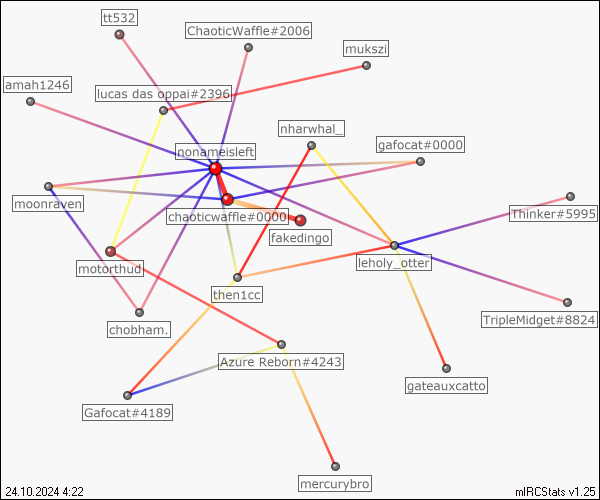 tt532
ChaoticWaffle#2006
mukszi
amah1246
lucas das oppai#2396
nharwhal_
gafocat#0000
nonameisleft
moonraven
chaoticwaffle#0000
Thinker#5995
fakedingo
motorthud
leholy_otter
then1cc
chobham.
TripleMidget#8824
Azure Reborn#4243
gateauxcatto
Gafocat#4189
mercurybro
24.10.2024 4:22
mIRCStats v1.25